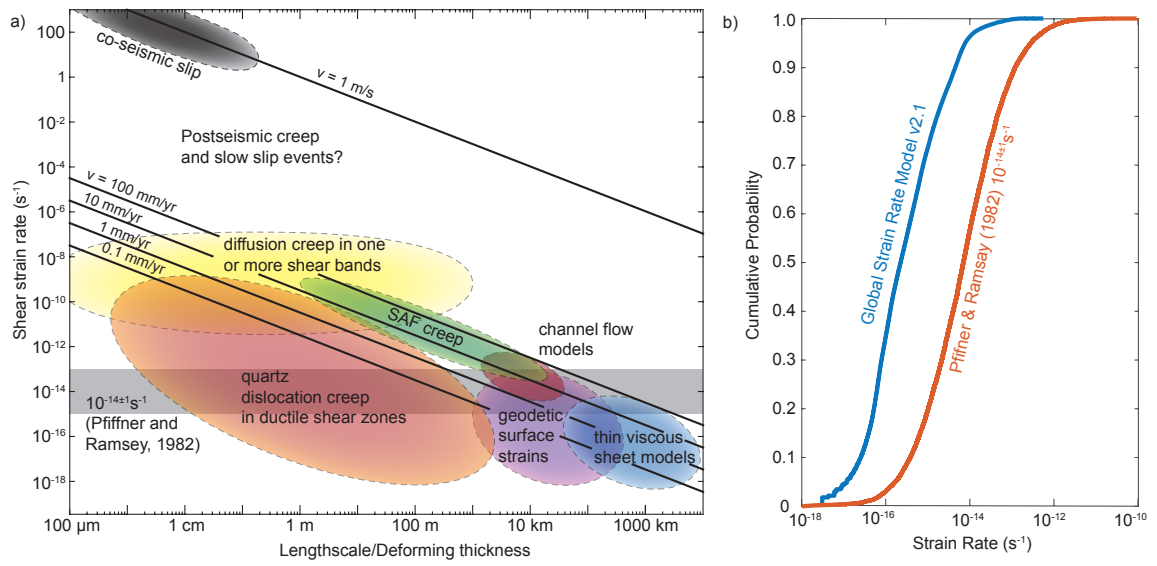 a)
100
1
10-2
10-4
10-6
10-8
10-10
10-12
10-14
10-16
10-18
Shear strain rate (s-1)
co-seismic slip
v = 1 m/s
Postseismic creep
and slow slip events?
v = 100 mm/yr
10 mm/yr
1 mm/yr
0.1 mm/yr
diffusion creep in one
or more shear bands
SAF creep
channel flow
models
quartz
dislocation creep
in ductile shear zones
10-14±1s-1
(Pfiffner and
Ramsey, 1982)
geodetic
surface
strains
thin viscous
sheet models
100 μm
1 cm
1 m
100 m
10 km
1000 km
Lengthscale/Deforming thickness
b)
1.0
0.9
0.8
0.7
0.6
0.5
0.4
0.3
0.2
0.1
0
Cumulative Probability
Global Strain Rate Model v2.1
Pfiffner & Ramsay (1982) 10-14±1s-1
10-18
10-16
10-14
10-12
10-10
Strain Rate (s-1)